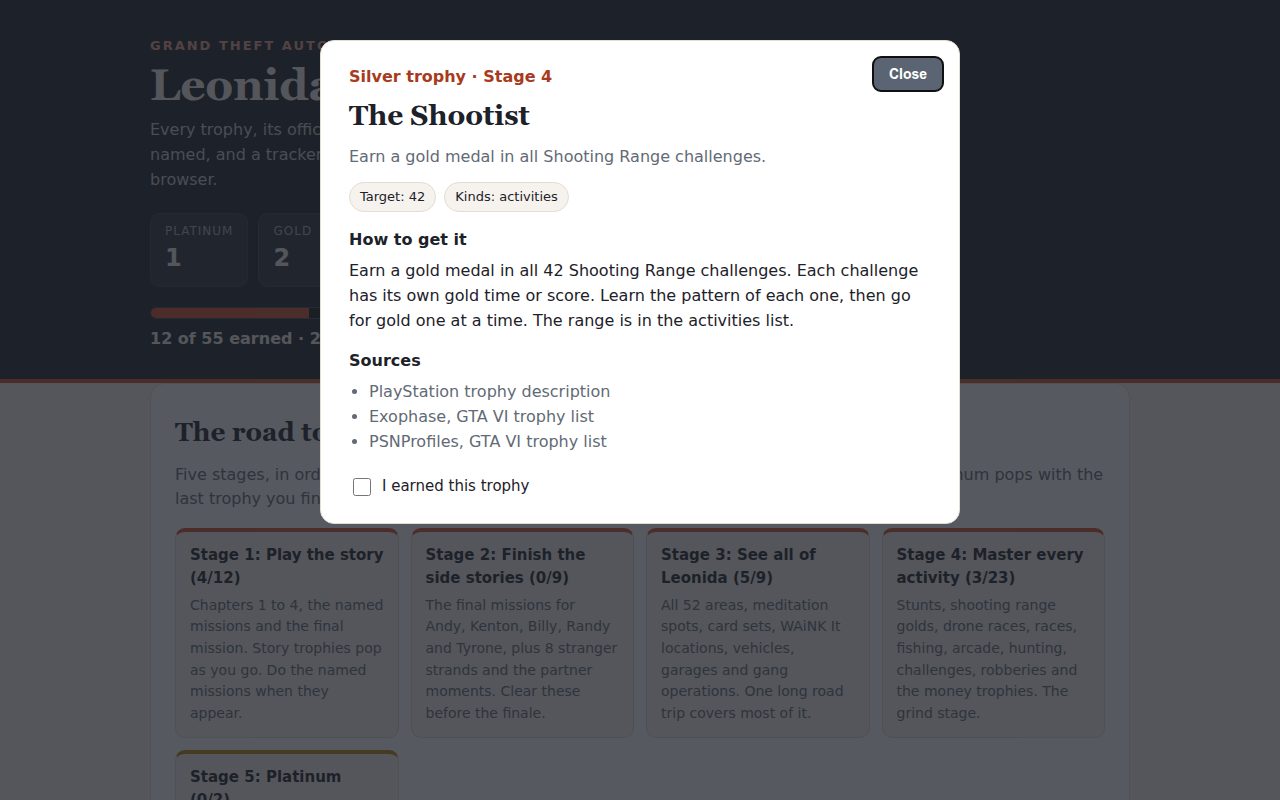 GRAND THEFT AUTO
Leonida
Every trophy, its offic
named, and a tracker
browser.
PLATINUM
1
GOLD
2
12 of 55 earned · 2
Silver trophy · Stage 4
Close
The Shootist
Earn a gold medal in all Shooting Range challenges.
Target: 42
Kinds: activities
How to get it
Earn a gold medal in all 42 Shooting Range challenges. Each challenge
has its own gold time or score. Learn the pattern of each one, then go
for gold one at a time. The range is in the activities list.
Sources
• PlayStation trophy description
• Exophase, GTA VI trophy list
• PSNProfiles, GTA VI trophy list
I earned this trophy
The road to
Five stages, in ord
num pops with the
last trophy you fin
Stage 1: Play the story
(4/12)
Chapters 1 to 4, the named
missions and the final
mission. Story trophies pop
as you go. Do the named
missions when they
appear.
Stage 2: Finish the
side stories (0/9)
The final missions for
Andy, Kenton, Billy, Randy
and Tyrone, plus 8 stranger
strands and the partner
moments. Clear these
before the finale.
Stage 3: See all of
Leonida (5/9)
All 52 areas, meditation
spots, card sets, WAiNK It
locations, vehicles,
garages and gang
operations. One long road
trip covers most of it.
Stage 4: Master every
activity (3/23)
Stunts, shooting range
golds, drone races, races,
fishing, arcade, hunting,
challenges, robberies and
the money trophies. The
grind stage.
Stage 5: Platinum
(0/2)